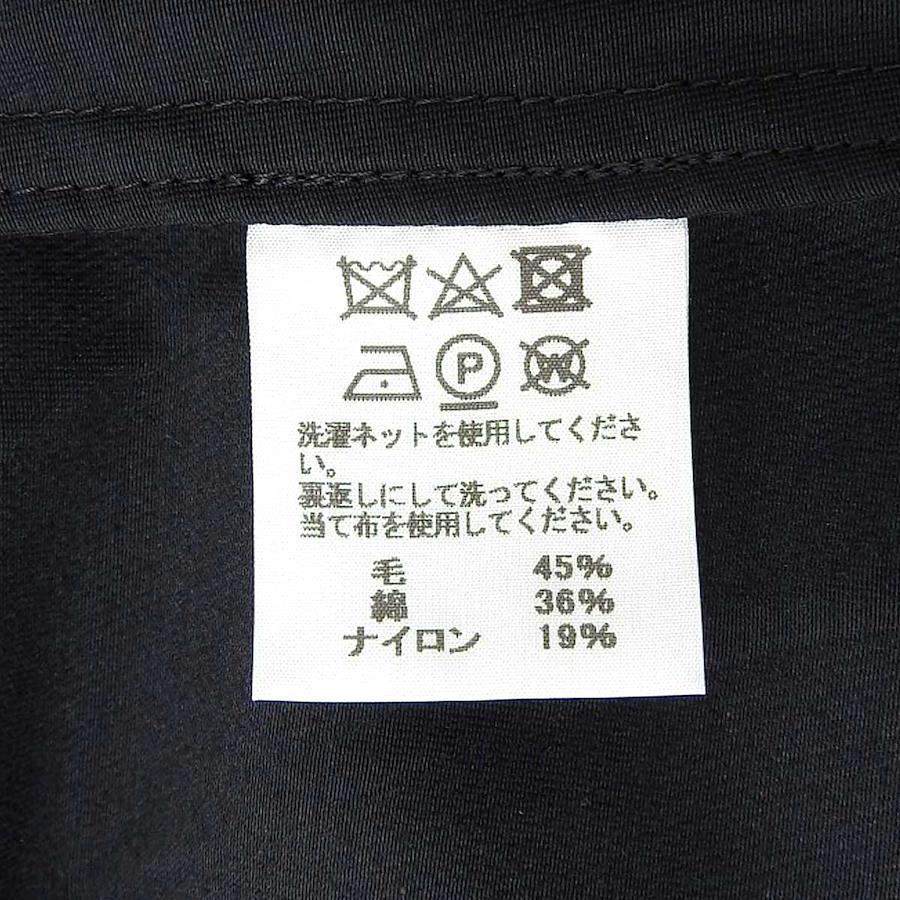 P W
洗濯ネットを使用してくださ
い。
裏返しにして洗ってください。
当て布を使用してください。
毛 45%
綿 36%
ナイロン 19%